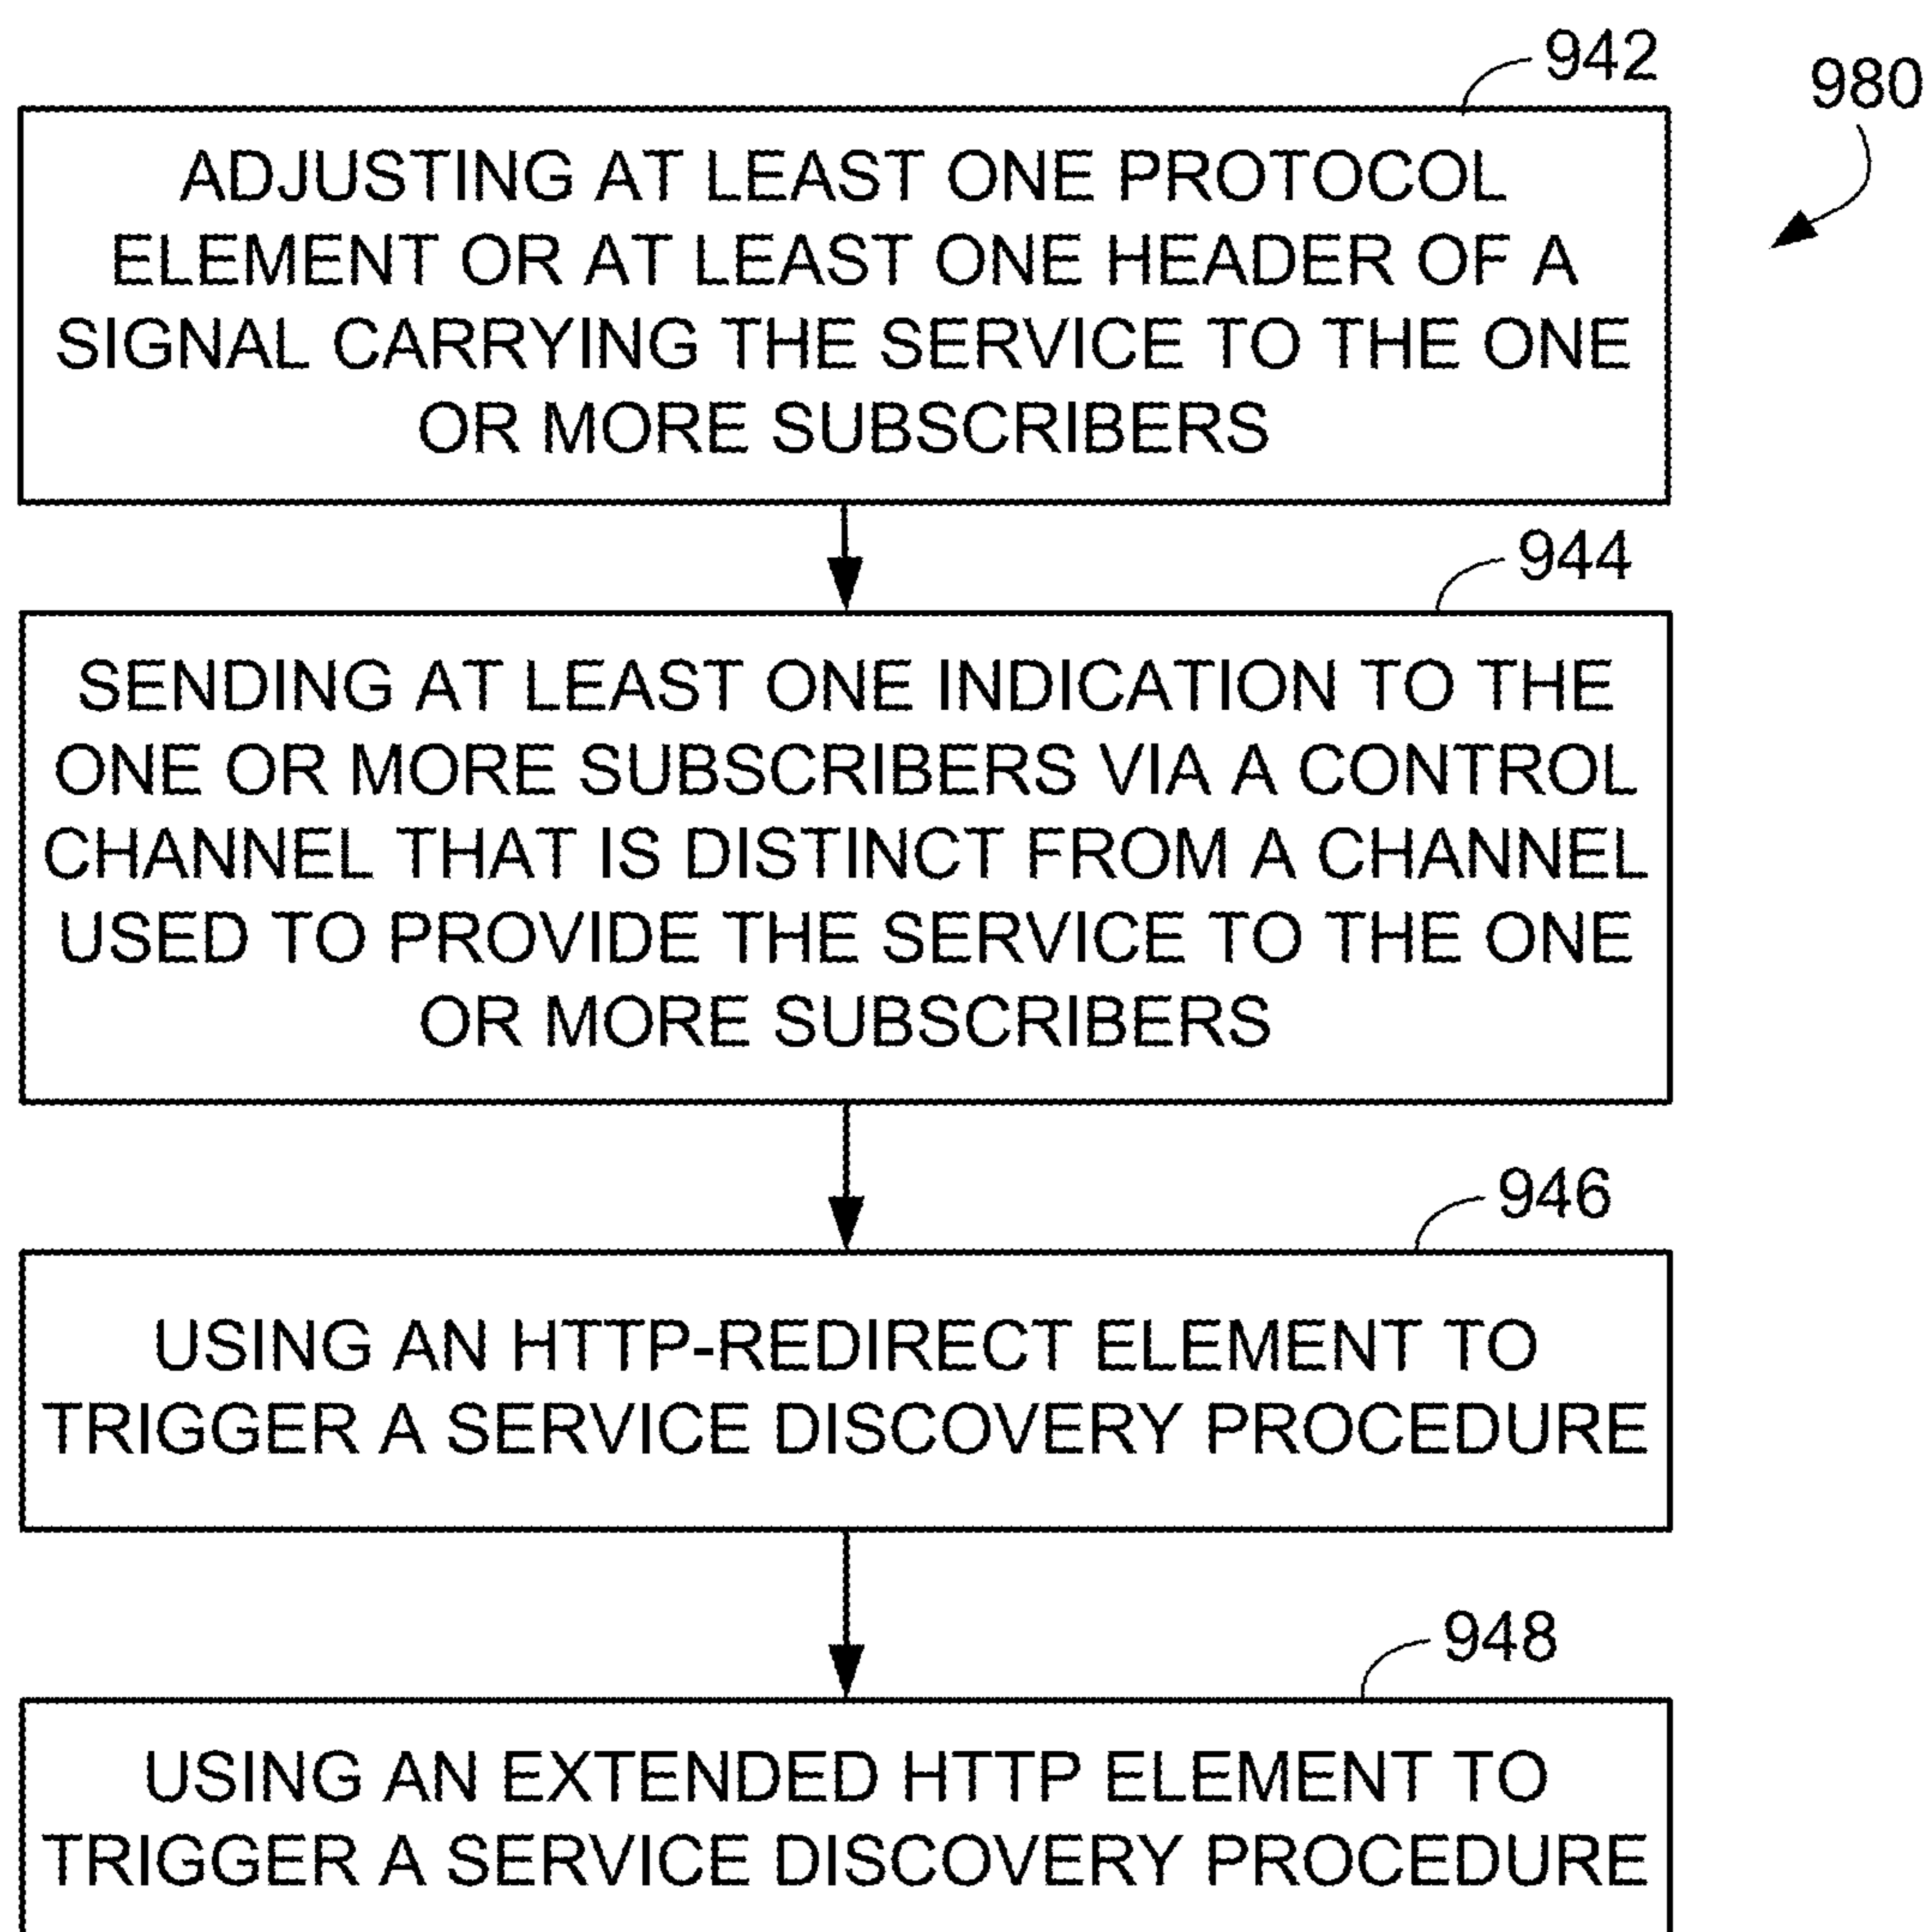 942
980
ADJUSTING AT LEAST ONE PROTOCOL
ELEMENT OR AT LEAST ONE HEADER OF A
SIGNAL CARRYING THE SERVICE TO THE ONE
OR MORE SUBSCRIBERS
944
SENDING AT LEAST ONE INDICATION TO THE
ONE OR MORE SUBSCRIBERS VIA A CONTROL
CHANNEL THAT IS DISTINCT FROM A CHANNEL
USED TO PROVIDE THE SERVICE TO THE ONE
OR MORE SUBSCRIBERS
946
USING AN HTTP-REDIRECT ELEMENT TO
TRIGGER A SERVICE DISCOVERY PROCEDURE
948
USING AN EXTENDED HTTP ELEMENT TO
TRIGGER A SERVICE DISCOVERY PROCEDURE